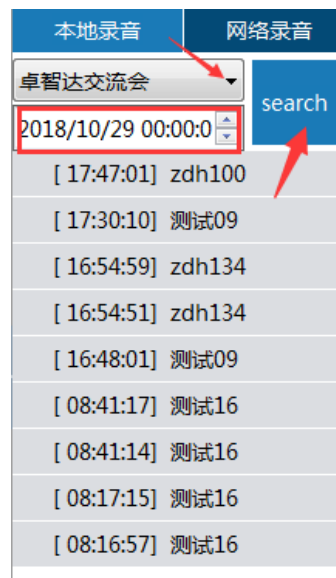 本地录音 网络录音
卓智达交流会
search
2018/10/29 00:00:0
[ 17:47:01] zdh100
[ 17:30:10] 测试09
[ 16:54:59] zdh134
[ 16:54:51] zdh134
[ 16:48:01] 测试09
[ 08:41:17] 测试16
[ 08:41:14] 测试16
[ 08:17:15] 测试16
[ 08:16:57] 测试16